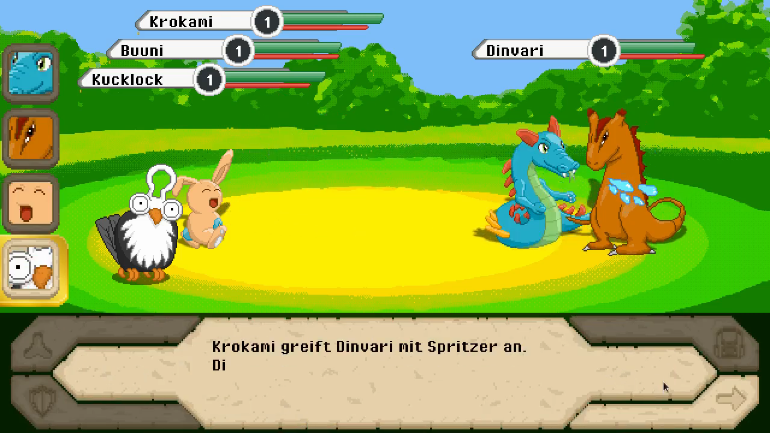 Krokami 1
Buuni 1
Dinvari 1
Kucklock 1
Krokami greift Dinvari mit Spritzer an.
Di